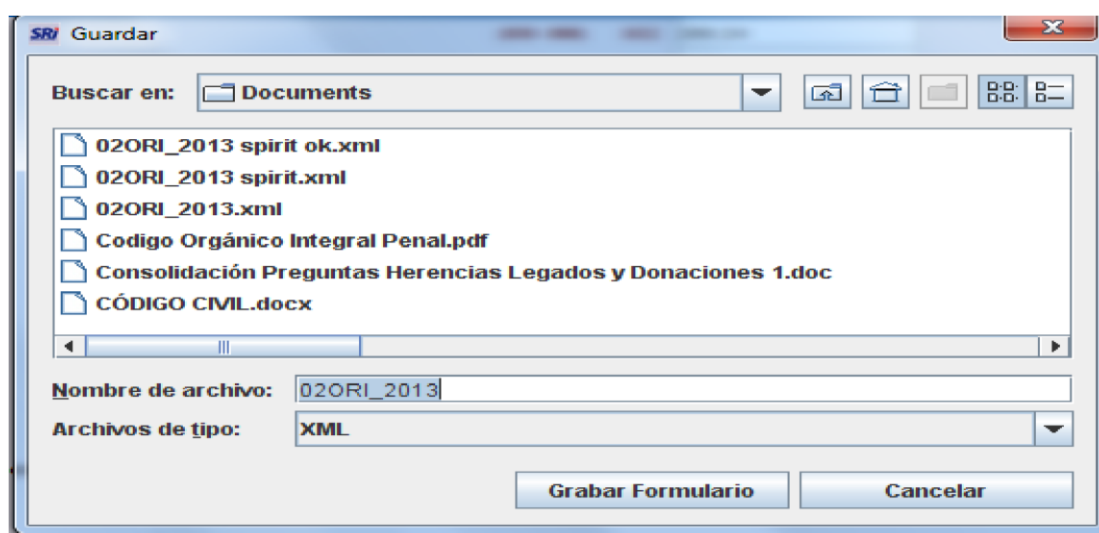 SRi Guardar
Buscar en: Documents
02ORI_2013 spirit ok.xml
02ORI_2013 spirit.xml
02ORI_2013.xml
Codigo Orgánico Integral Penal.pdf
Consolidación Preguntas Herencias Legados y Donaciones 1.doc
CÓDIGO CIVIL.docx
Nombre de archivo: 02ORI_2013
Archivos de tipo: XML
Grabar Formulario Cancelar